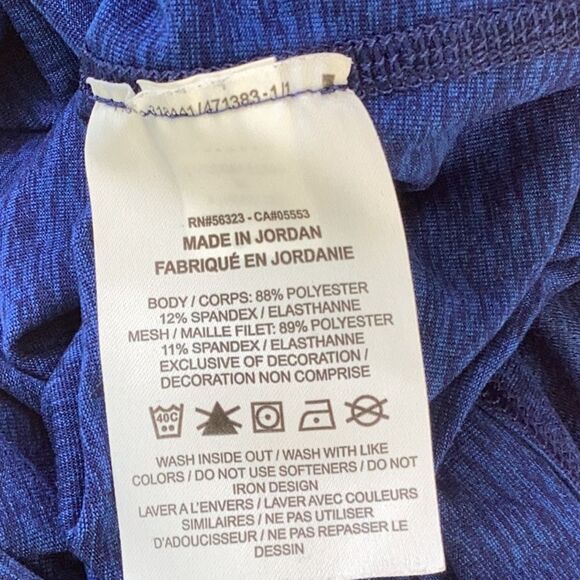 /471383-1/1
RN#56323 - CA#05553
MADE IN JORDAN
FABRIQUÉ EN JORDANIE
BODY / CORPS: 88% POLYESTER
12% SPANDEX / ELASTHANNE
MESH / MAILLE FILET: 89% POLYESTER
11% SPANDEX / ELASTHANNE
EXCLUSIVE OF DECORATION /
DECORATION NON COMPRISE
40C
WASH INSIDE OUT / WASH WITH LIKE
COLORS / DO NOT USE SOFTENERS / DO NOT
IRON DESIGN
LAVER A L'ENVERS / LAVER AVEC COULEURS
SIMILAIRES / NE PAS UTILISER
D'ADOUCISSEUR / NE PAS REPASSER LE
DESSIN